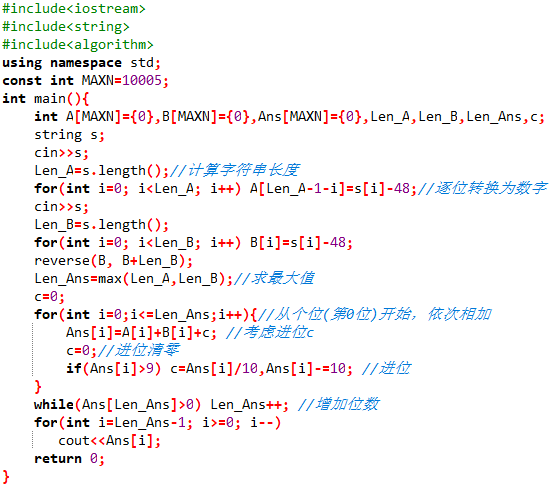 #include<iostream>
#include<string>
#include<algorithm>
using namespace std;
const int MAXN=10005;
int main(){
    int A[MAXN]={0},B[MAXN]={0},Ans[MAXN]={0},Len_A,Len_B,Len_Ans,c;
    string s;
    cin>>s;
    Len_A=s.length();//计算字符串长度
    for(int i=0; i<Len_A; i++) A[Len_A-1-i]=s[i]-48;//逐位转换为数字
    cin>>s;
    Len_B=s.length();
    for(int i=0; i<Len_B; i++) B[i]=s[i]-48;
    reverse(B, B+Len_B);
    Len_Ans=max(Len_A,Len_B);//求最大值
    c=0;
    for(int i=0;i<=Len_Ans;i++){//从个位(第0位)开始，依次相加
        Ans[i]=A[i]+B[i]+c; //考虑进位c
        c=0;//进位清零
        if(Ans[i]>9) c=Ans[i]/10,Ans[i]-=10; //进位
    }
    while(Ans[Len_Ans]>0) Len_Ans++; //增加位数
    for(int i=Len_Ans-1; i>=0; i--)
       cout<<Ans[i];
    return 0;
}